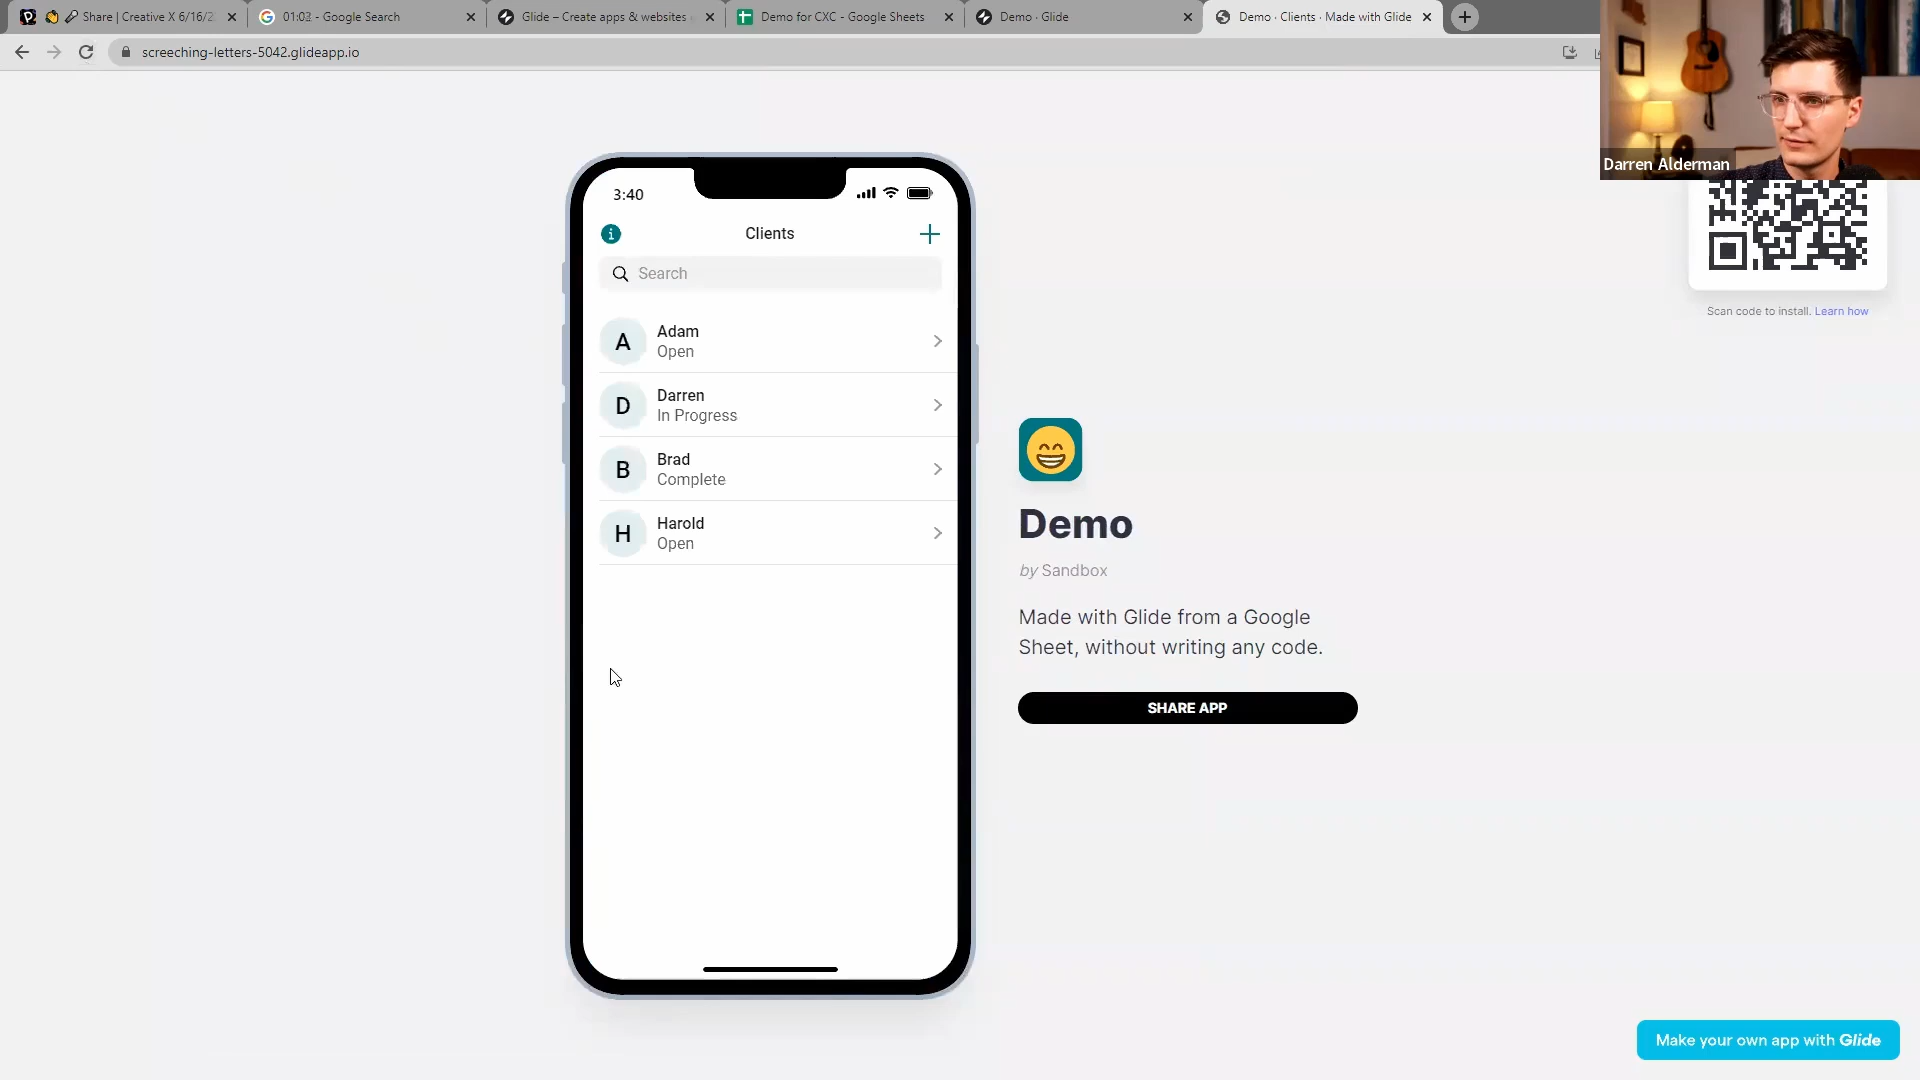 Share | Creative X 6/16/2
01:02 - Google Search
Glide – Create apps & websites
Demo for CXC - Google Sheets
Demo · Glide
Demo · Clients · Made with Glide
screeching-letters-5042.glideapp.io
Darren Alderman
3:40
Clients
Search
A
Adam
Open
D
Darren
In Progress
B
Brad
Complete
H
Harold
Open
Scan code to install. Learn how
Demo
by Sandbox
Made with Glide from a Google
Sheet, without writing any code.
SHARE APP
Make your own app with Glide